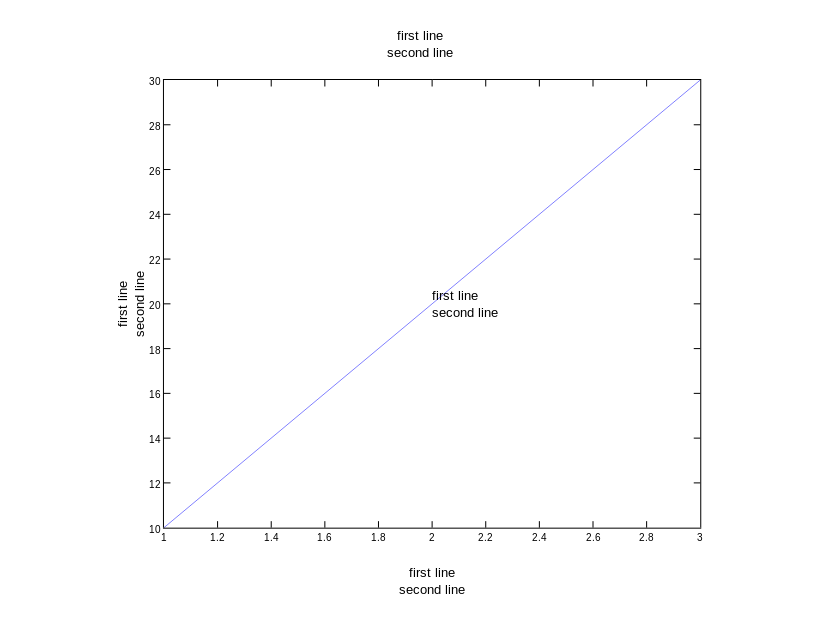 first line
second line
30
28
26
24
22
20
18
16
14
12
10
first line
second line
first line
second line
1 1.2 1.4 1.6 1.8 2 2.2 2.4 2.6 2.8 3
first line
second line